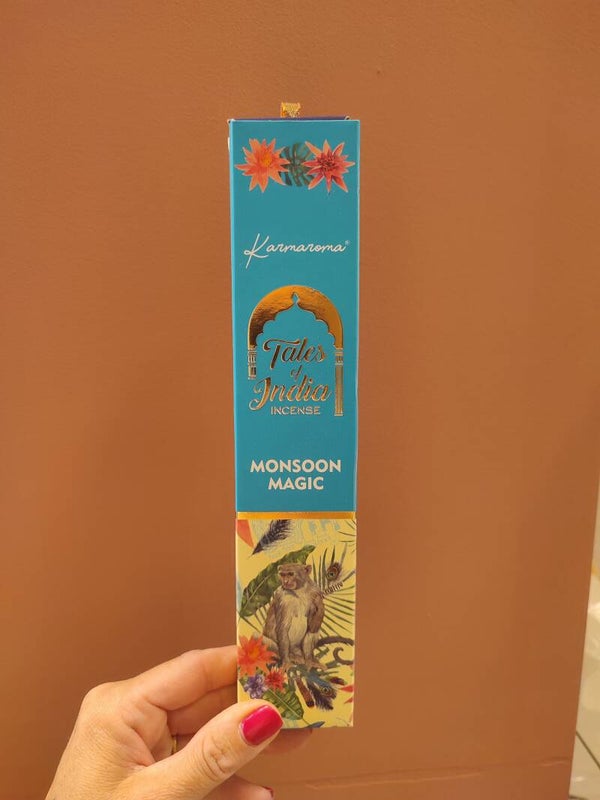 Karmaroma®
Tales
of
India
INCENSE
MONSOON
MAGIC